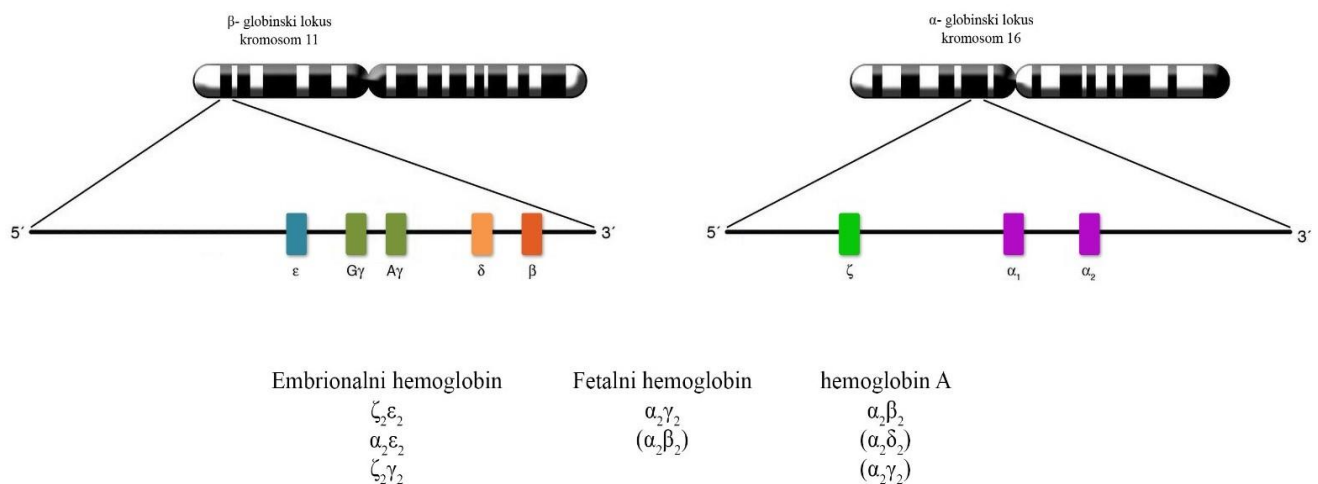 β- globinski lokus
kromosom 11
α- globinski lokus
kromosom 16
5´ 3´
ε Gγ Aγ δ β
5´ 3´
ζ α₁ α₂
Embrionalni hemoglobin Fetalni hemoglobin hemoglobin A
ζ₂ε₂ α₂γ₂ α₂β₂
α₂ε₂ (α₂β₂) (α₂δ₂)
ζ₂γ₂ (α₂γ₂)